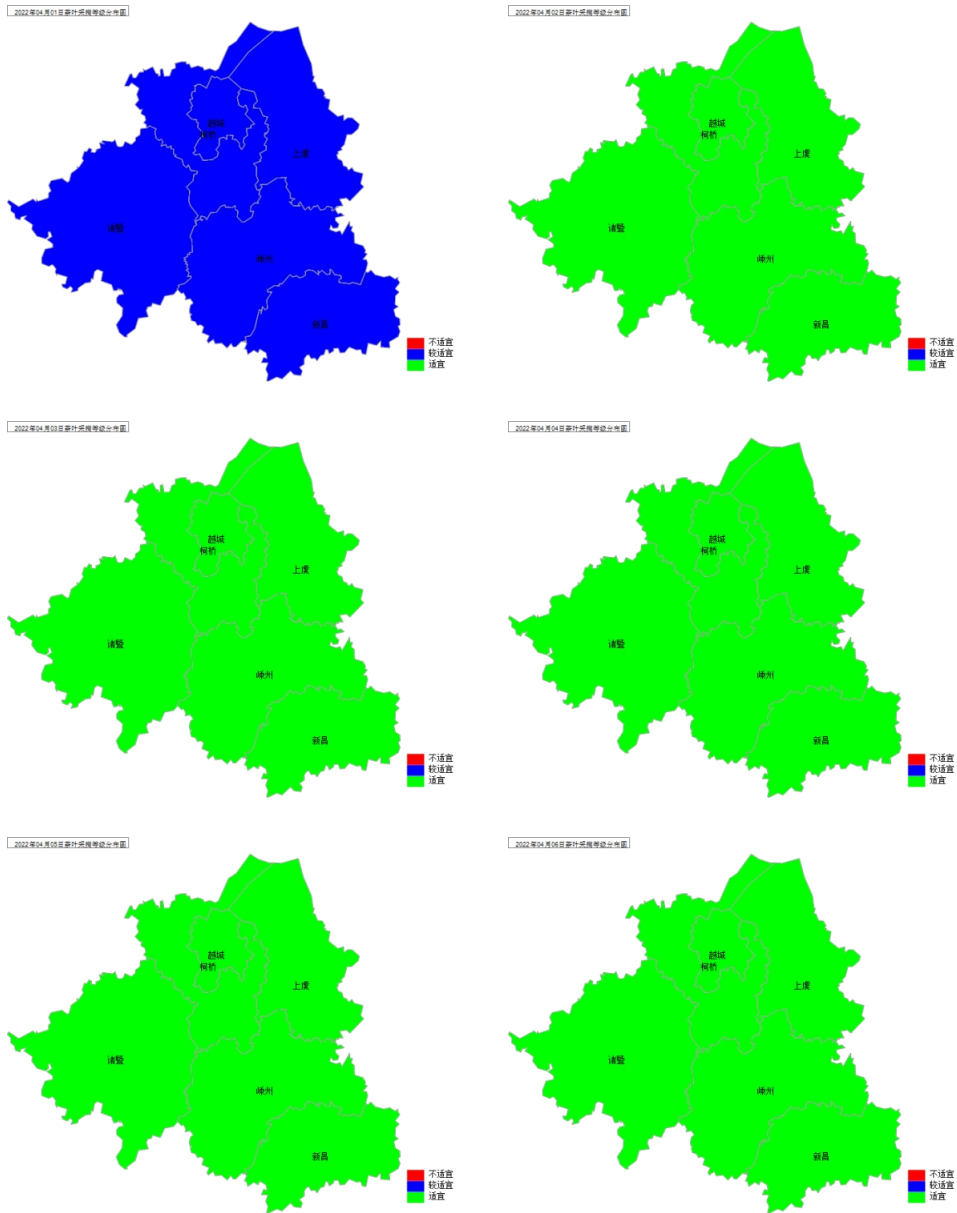 2022年04月01日茶叶采摘等级分布图
越城
柯桥
上虞
诸暨
嵊州
新昌
不适宜
较适宜
适宜
2022年04月02日茶叶采摘等级分布图
越城
柯桥
上虞
诸暨
嵊州
新昌
不适宜
较适宜
适宜
2022年04月03日茶叶采摘等级分布图
越城
柯桥
上虞
诸暨
嵊州
新昌
不适宜
较适宜
适宜
2022年04月04日茶叶采摘等级分布图
越城
柯桥
上虞
诸暨
嵊州
新昌
不适宜
较适宜
适宜
2022年04月05日茶叶采摘等级分布图
越城
柯桥
上虞
诸暨
嵊州
新昌
不适宜
较适宜
适宜
2022年04月06日茶叶采摘等级分布图
越城
柯桥
上虞
诸暨
嵊州
新昌
不适宜
较适宜
适宜